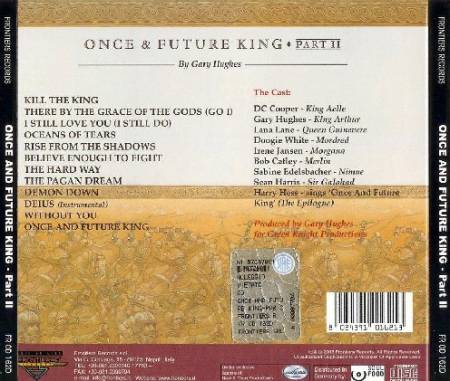 FRONTIERS RECORDS
ONCE AND FUTURE KING - Part II
FR CD 162D
ONCE & FUTURE KING • PART II
By Gary Hughes
KILL THE KING
THERE BY THE GRACE OF THE GODS (GO I)
I STILL LOVE YOU (I STILL DO)
OCEANS OF TEARS
RISE FROM THE SHADOWS
BELIEVE ENOUGH TO FIGHT
THE HARD WAY
THE PAGAN DREAM
DEMON DOWN
DEIUS (Instrumental)
WITHOUT YOU
ONCE AND FUTURE KING
The Cast:
DC Cooper - King Aelle
Gary Hughes - King Arthur
Lana Lane - Queen Guinevere
Doogie White - Mordred
Irene Jansen - Morgana
Bob Catley - Merlin
Sabine Edelsbacher - Nimue
Sean Harris - Sir Galahad
Harry Hess - sings 'Once And Future
King' (The Epilogue)
Produced by Gary Hughes
for Green Knight Productions
8 024391 016213
FRONTIERS RECORDS
ONCE AND FUTURE KING - Part II
FR CD 162D